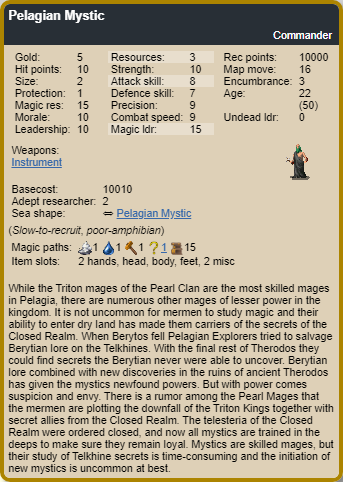 Pelagian Mystic
Commander
Gold: 5 Resources: 3 Rec points: 10000
Hit points: 10 Strength: 10 Map move: 16
Size: 2 Attack skill: 8 Encumbrance: 3
Protection: 1 Defence skill: 7 Age: 22
Magic res: 15 Precision: 9 (50)
Morale: 10 Combat speed: 9 Undead ldr: 0
Leadership: 10 Magic ldr: 15
Weapons:
Instrument
Basecost: 10010
Adept researcher: 2
Sea shape: ⇔ Pelagian Mystic
(Slow-to-recruit, poor-amphibian)
Magic paths: 1 1 1 ?1 15
Item slots: 2 hands, head, body, feet, 2 misc
While the Triton mages of the Pearl Clan are the most skilled mages
in Pelagia, there are numerous other mages of lesser power in the
kingdom. It is not uncommon for mermen to study magic and their
ability to enter dry land has made them carriers of the secrets of the
Closed Realm. When Berytos fell Pelagian Explorers tried to salvage
Berytian lore on the Telkhines. With the final rest of Therodos they
could find secrets the Berytian never were able to uncover. Berytian
lore combined with new discoveries in the ruins of ancient Therodos
has given the mystics newfound powers. But with power comes
suspicion and envy. There is a rumor among the Pearl Mages that
the mermen are plotting the downfall of the Triton Kings together with
secret allies from the Closed Realm. The telesteria of the Closed
Realm were ordered closed, and now all mystics are trained in the
deeps to make sure they remain loyal. Mystics are skilled mages, but
their study of Telkhine secrets is time-consuming and the initiation of
new mystics is uncommon at best.